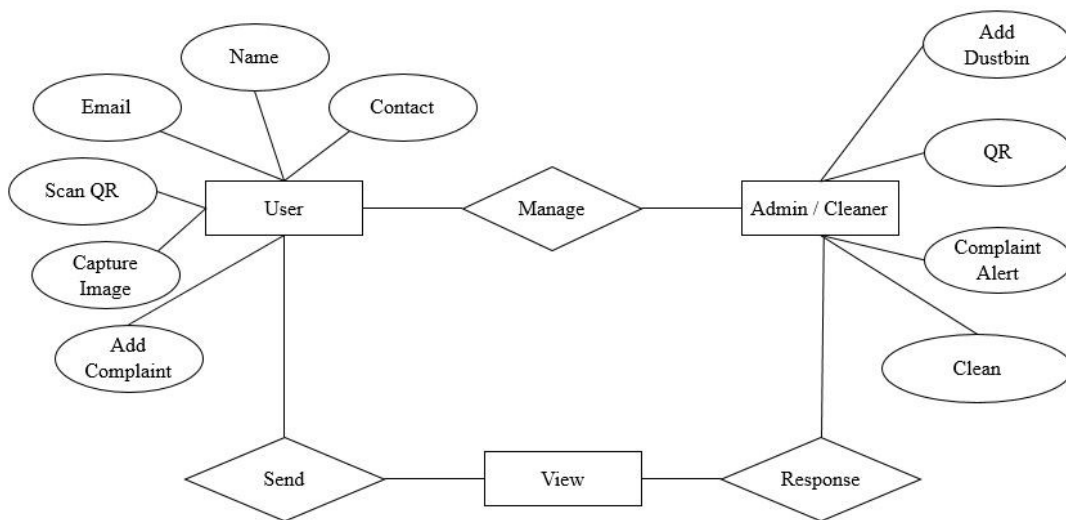 Name
Add
Dustbin
Email
Contact
QR
Scan QR
User
Manage
Admin / Cleaner
Capture
Image
Complaint
Alert
Add
Complaint
Clean
Send
View
Response